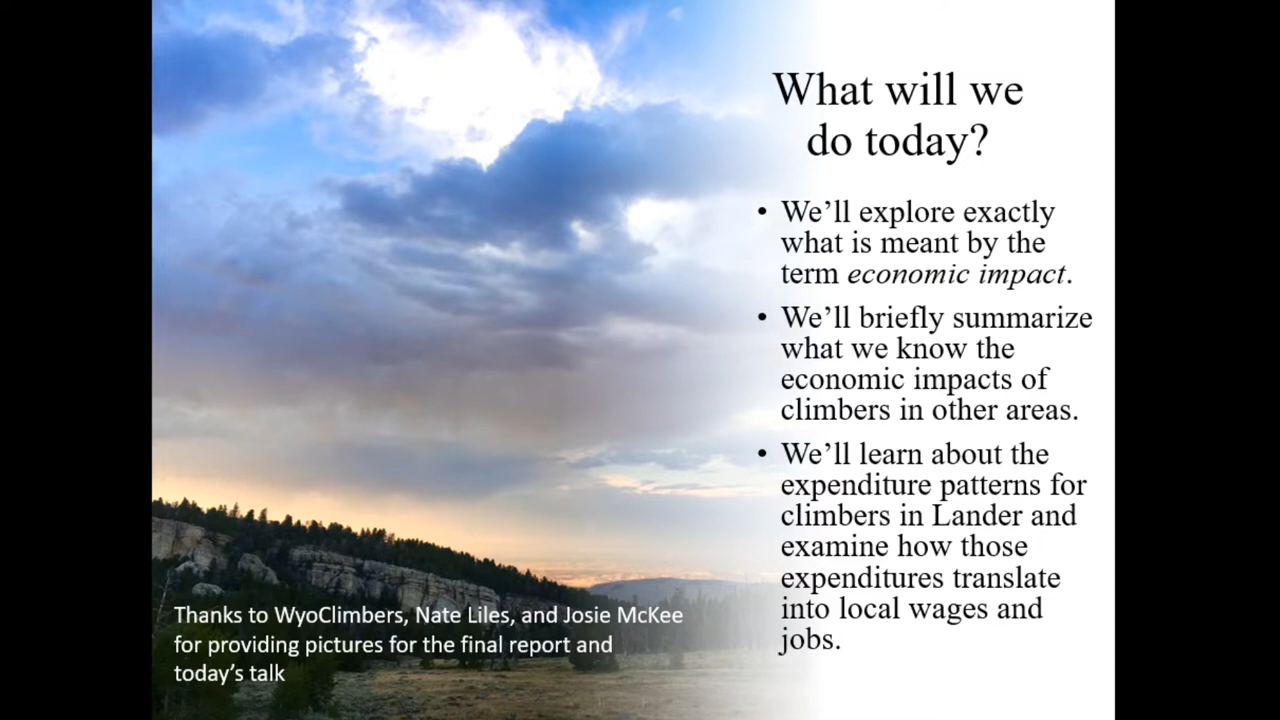 What will we
do today?
• We’ll explore exactly
what is meant by the
term economic impact.
• We’ll briefly summarize
what we know the
economic impacts of
climbers in other areas.
• We’ll learn about the
expenditure patterns for
climbers in Lander and
examine how those
expenditures translate
into local wages and
jobs.
Thanks to WyoClimbers, Nate Liles, and Josie McKee
for providing pictures for the final report and
today’s talk